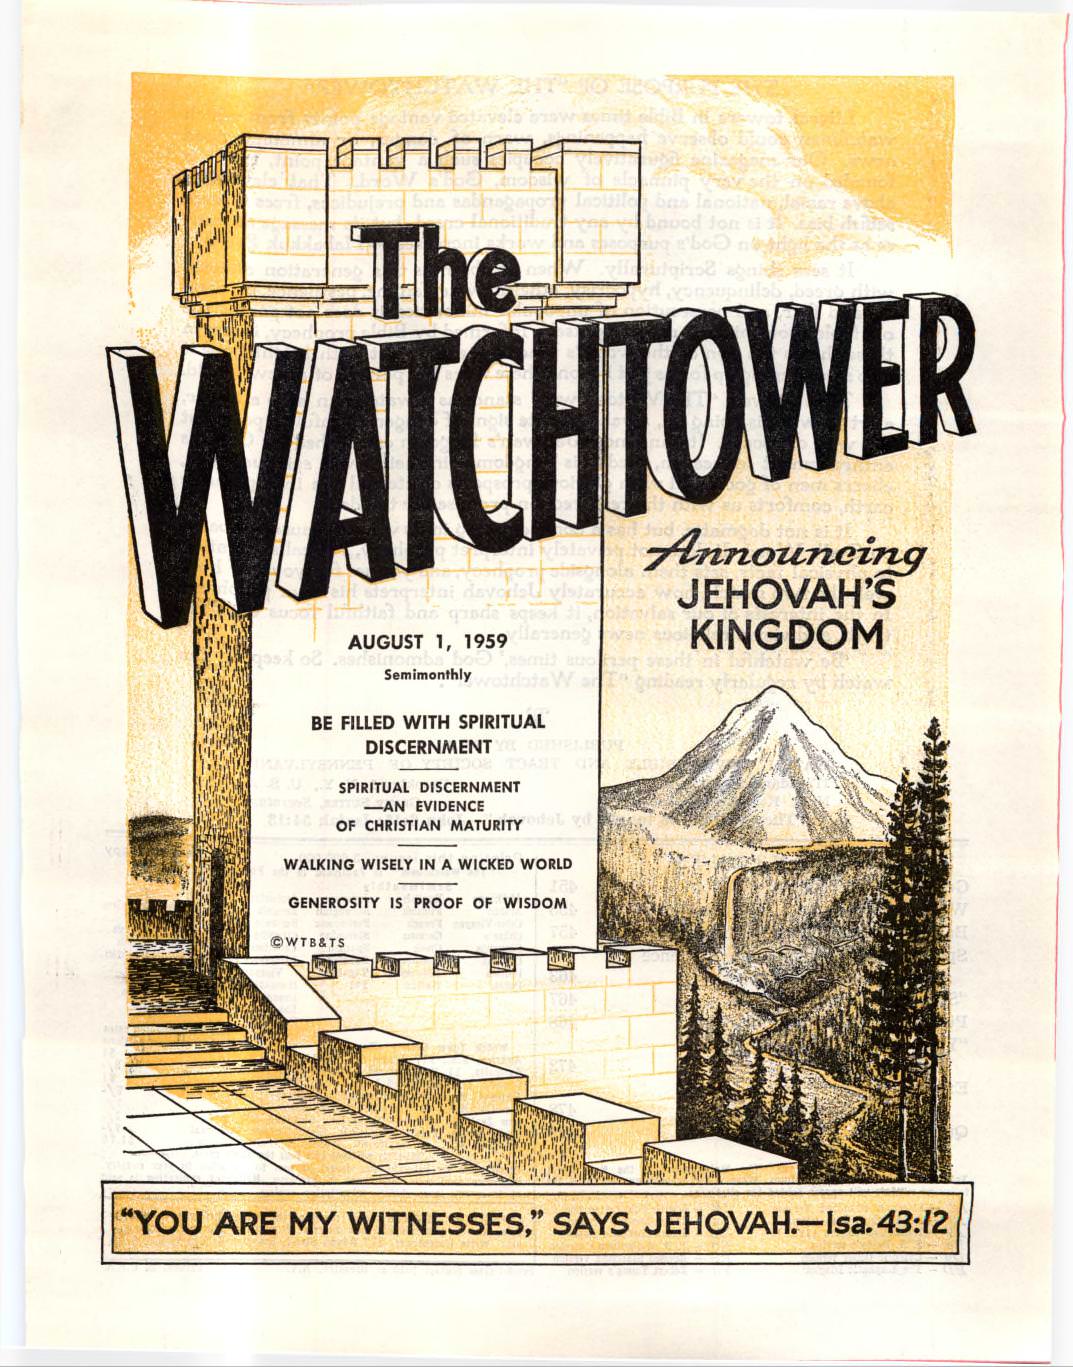 The
WATCHTOWER
Announcing
JEHOVAH'S
KINGDOM
AUGUST 1, 1959
Semimonthly
BE FILLED WITH SPIRITUAL
DISCERNMENT
SPIRITUAL DISCERNMENT
—AN EVIDENCE
OF CHRISTIAN MATURITY
WALKING WISELY IN A WICKED WORLD
GENEROSITY IS PROOF OF WISDOM
©WTB&TS
"YOU ARE MY WITNESSES," SAYS JEHOVAH.—Isa. 43:12